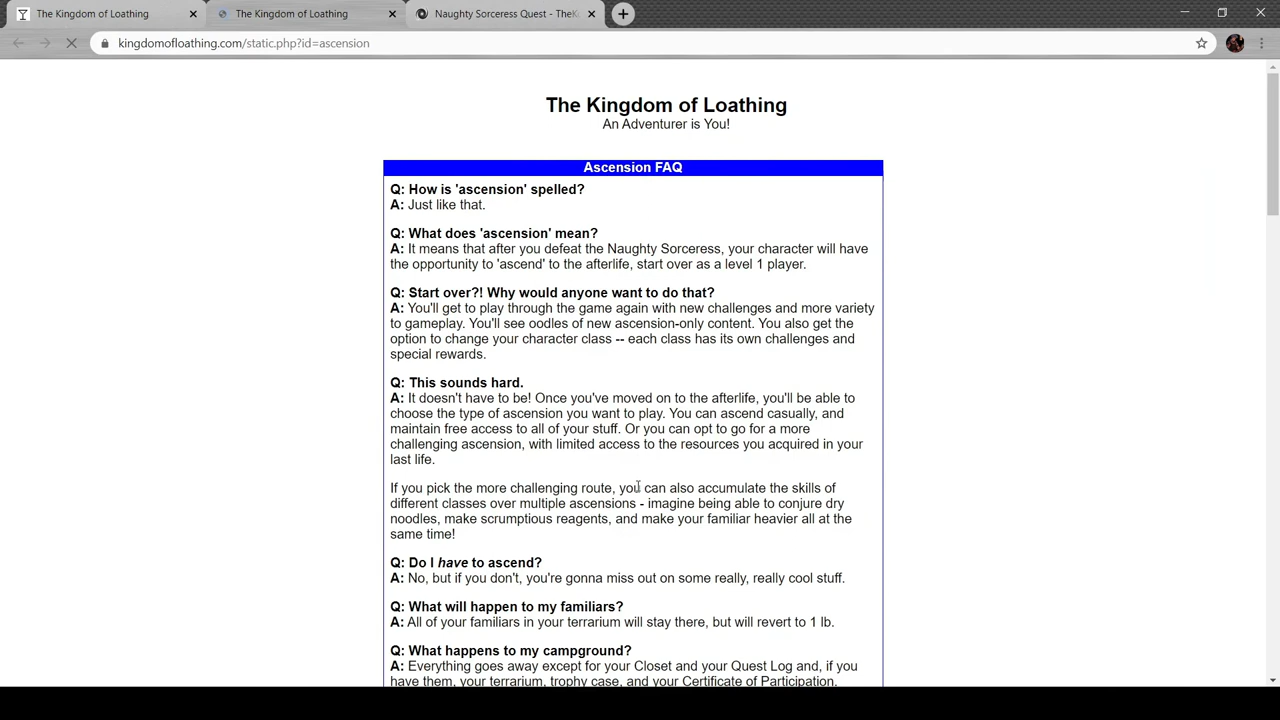 The Kingdom of Loathing
The Kingdom of Loathing
Naughty Sorceress Quest - TheK
kingdomofloathing.com/static.php?id=ascension
The Kingdom of Loathing
An Adventurer is You!
Ascension FAQ
Q: How is 'ascension' spelled?
A: Just like that.
Q: What does 'ascension' mean?
A: It means that after you defeat the Naughty Sorceress, your character will have
the opportunity to 'ascend' to the afterlife, start over as a level 1 player.
Q: Start over?! Why would anyone want to do that?
A: You'll get to play through the game again with new challenges and more variety
to gameplay. You'll see oodles of new ascension-only content. You also get the
option to change your character class -- each class has its own challenges and
special rewards.
Q: This sounds hard.
A: It doesn't have to be! Once you've moved on to the afterlife, you'll be able to
choose the type of ascension you want to play. You can ascend casually, and
maintain free access to all of your stuff. Or you can opt to go for a more
challenging ascension, with limited access to the resources you acquired in your
last life.
If you pick the more challenging route, you can also accumulate the skills of
different classes over multiple ascensions - imagine being able to conjure dry
noodles, make scrumptious reagents, and make your familiar heavier all at the
same time!
Q: Do I have to ascend?
A: No, but if you don't, you're gonna miss out on some really, really cool stuff.
Q: What will happen to my familiars?
A: All of your familiars in your terrarium will stay there, but will revert to 1 lb.
Q: What happens to my campground?
A: Everything goes away except for your Closet and your Quest Log and, if you
have them, your terrarium, trophy case, and your Certificate of Participation.